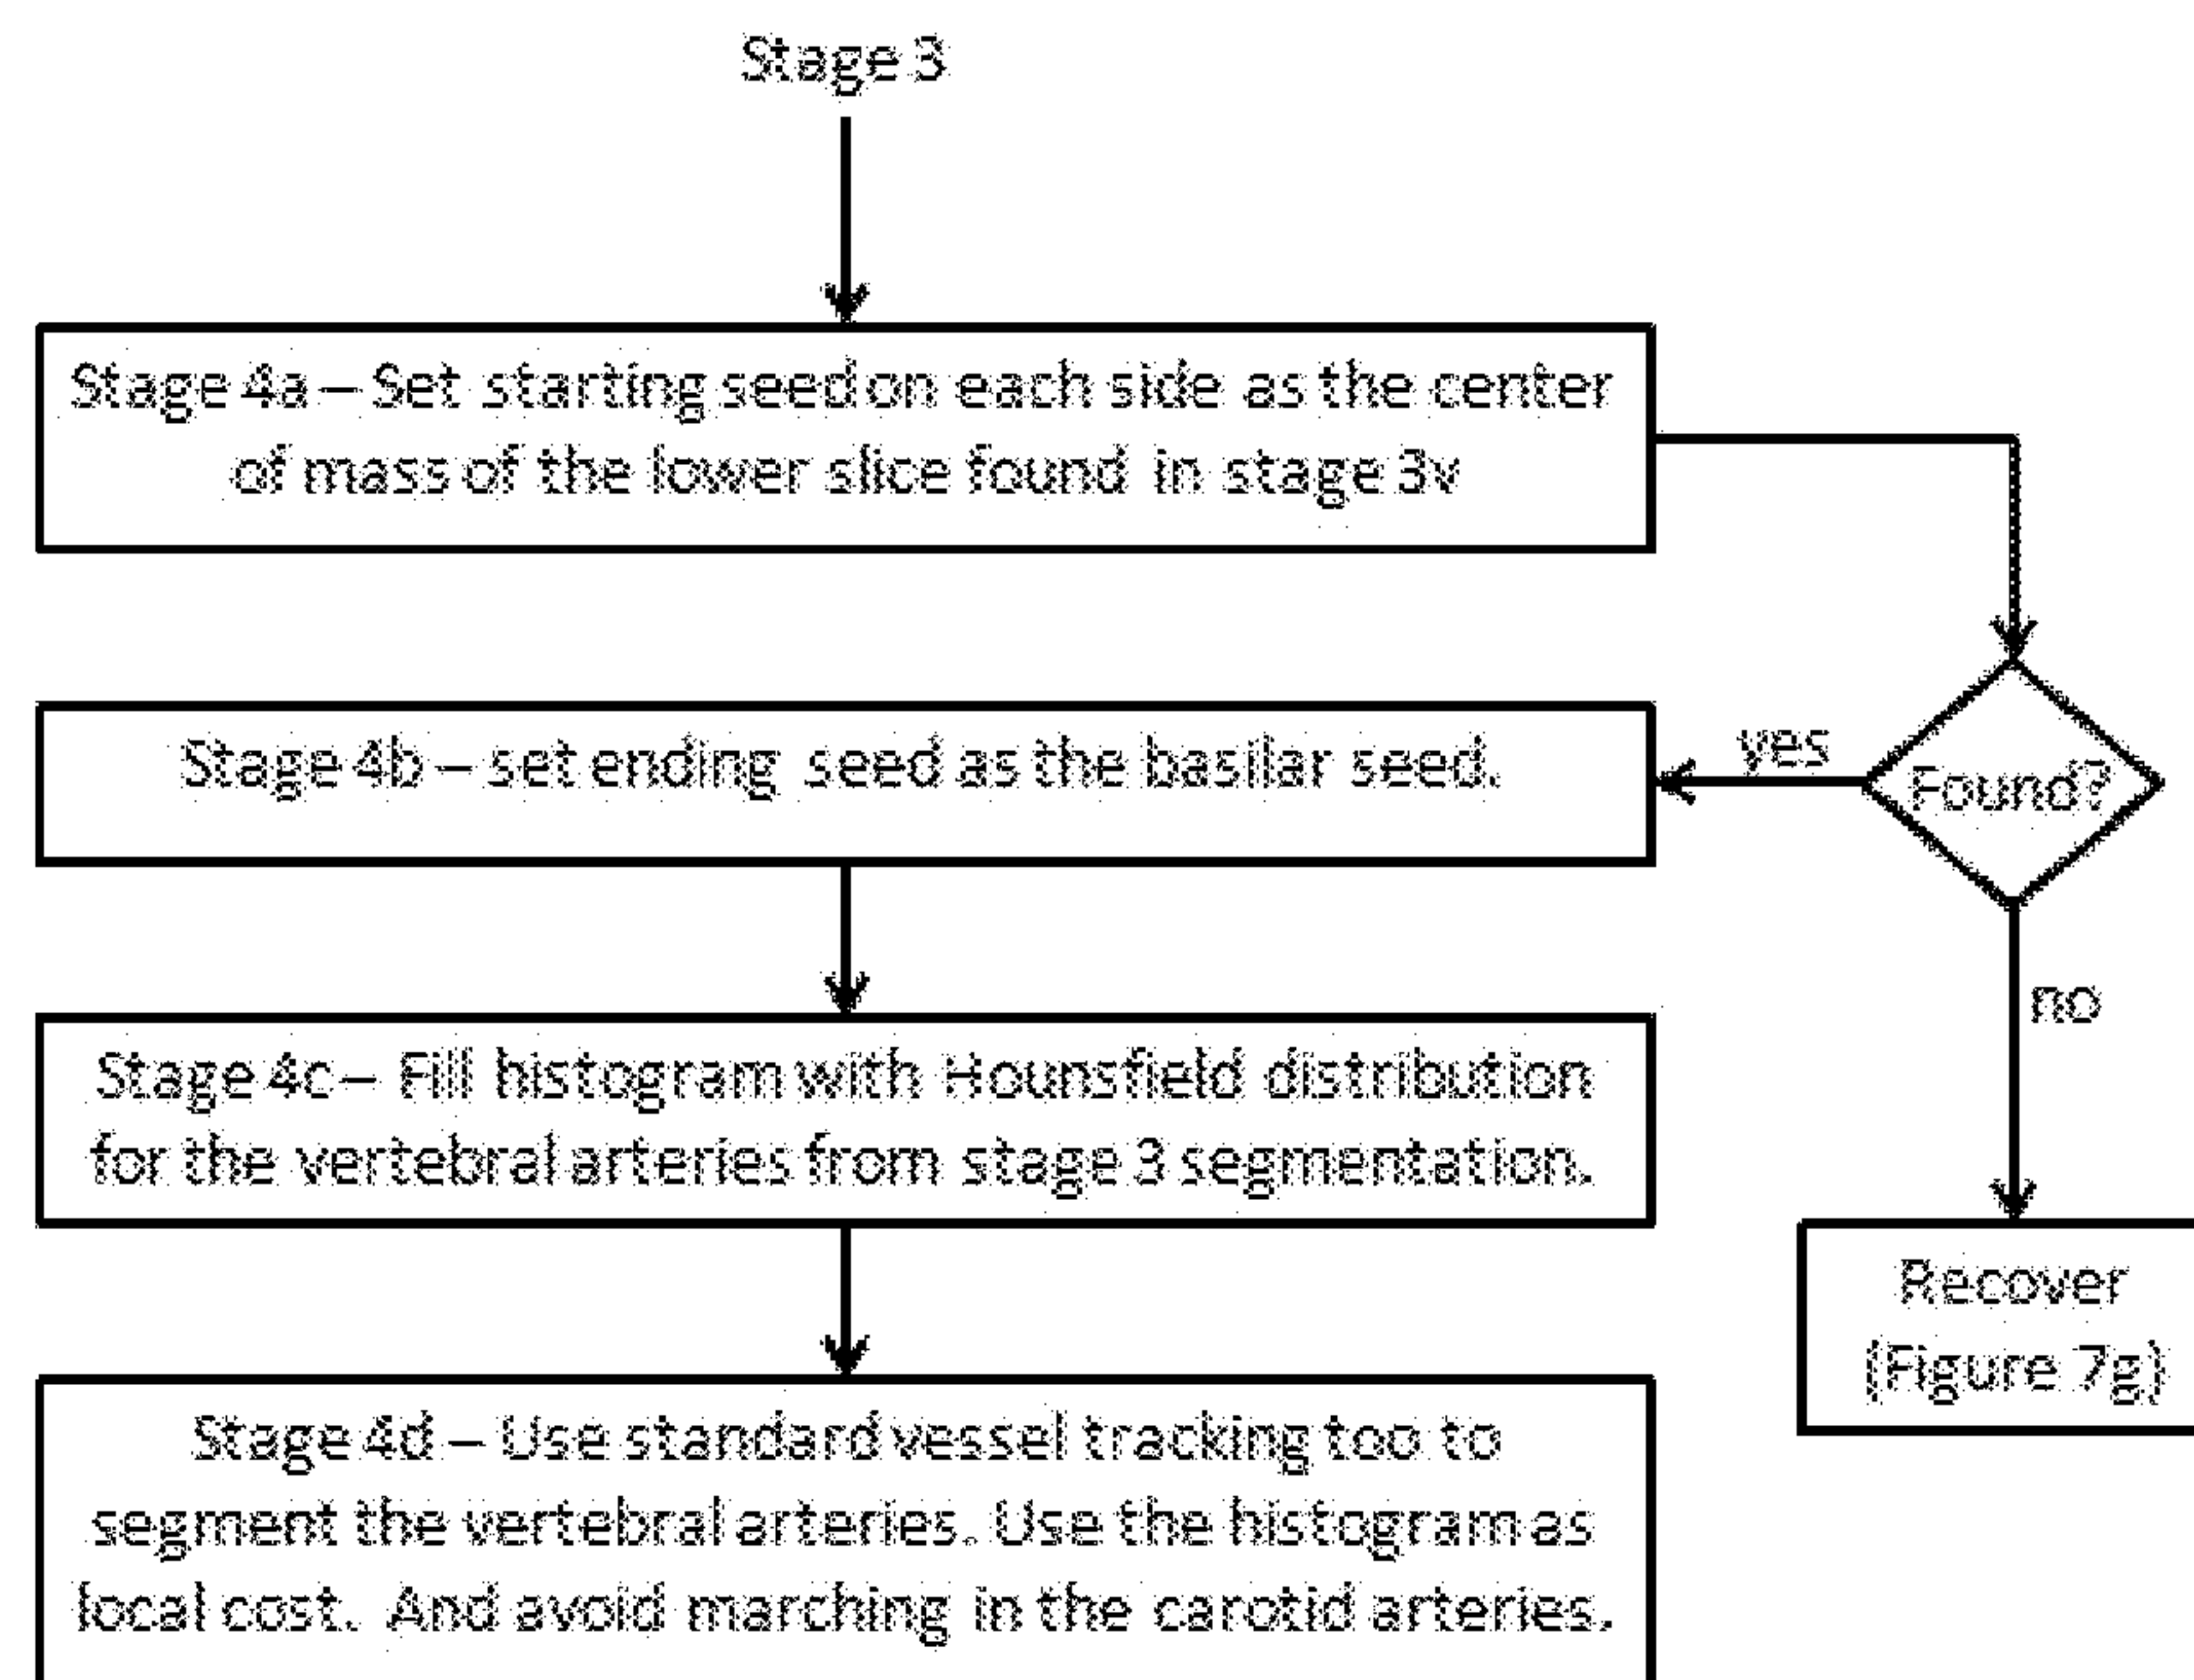 Stage 3
Stage 4a – Set starting seed on each side as the center
of mass of the lower slice found in stage 3v
Stage 4b – set ending seed as the basilar seed.
yes
Found?
no
Stage 4c – Fill histogram with Hounsfield distribution
for the vertebral arteries from stage 3 segmentation.
Recover
(Figure 7g)
Stage 4d – Use standard vessel tracking too to
segment the vertebral arteries. Use the histogram as
local cost. And avoid marching in the carotid arteries.